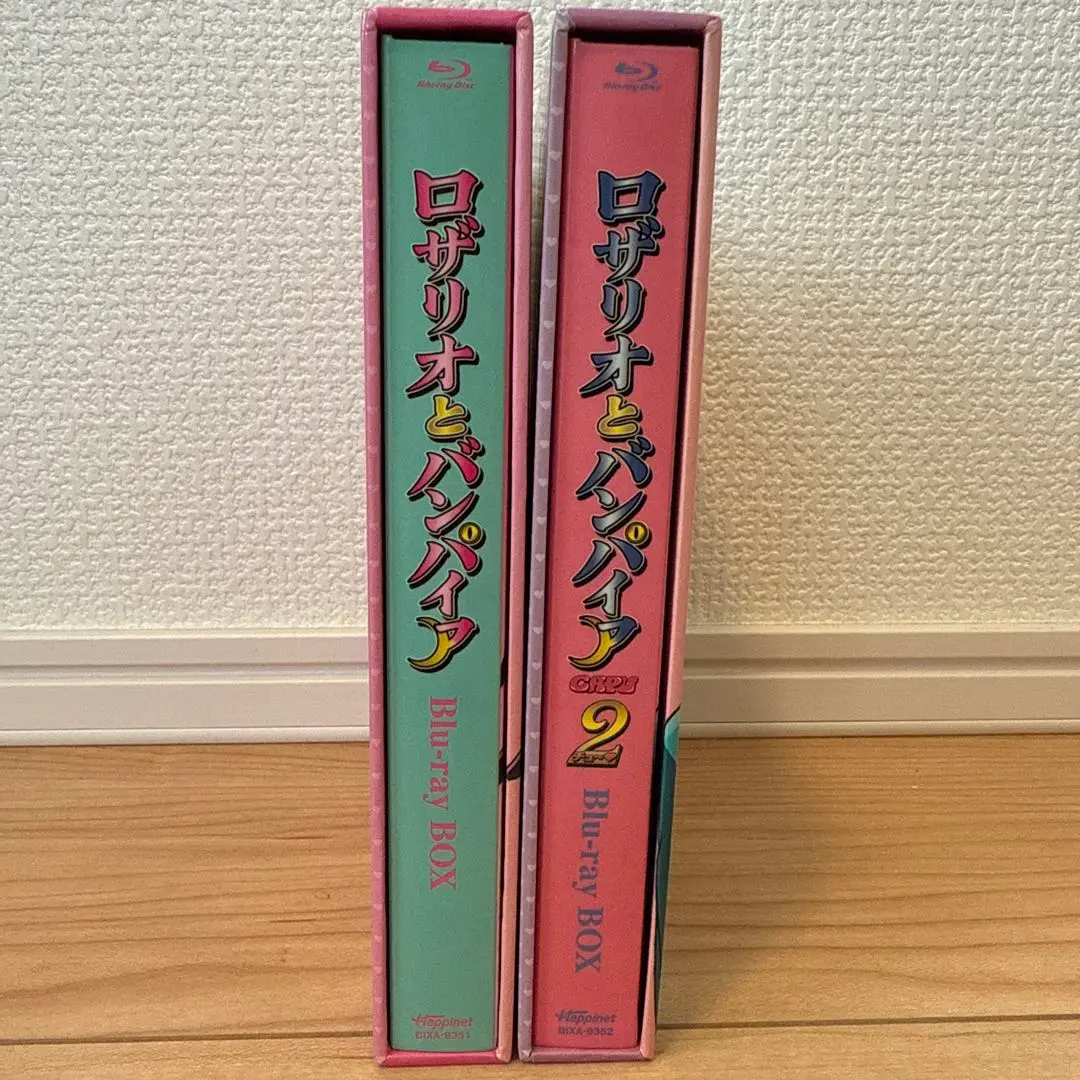 Blu-ray Disc
ロザリオとバンパイア
Blu-ray BOX
Happinet
BIXA-9351
Blu-ray Disc
ロザリオとバンパイア
CAPU
2
チュ〜♥
Blu-ray BOX
Happinet
BIXA-9352